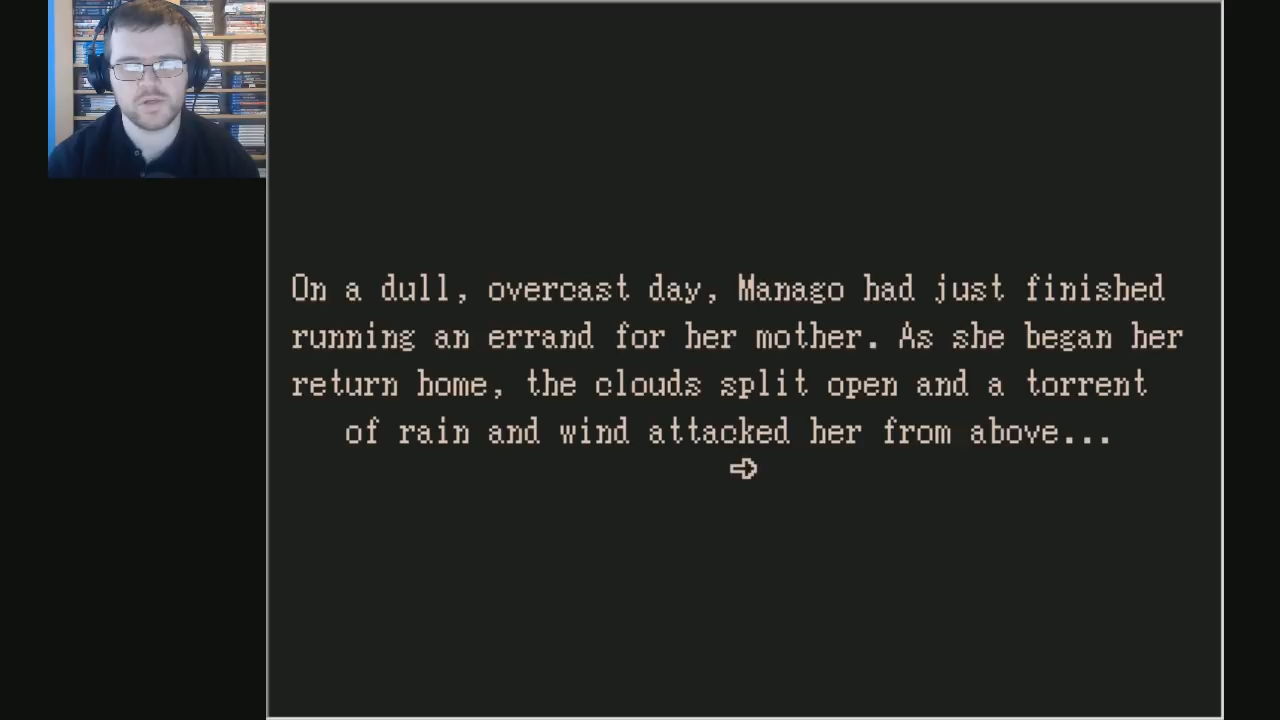 On a dull, overcast day, Manago had just finished
running an errand for her mother. As she began her
return home, the clouds split open and a torrent
of rain and wind attacked her from above...